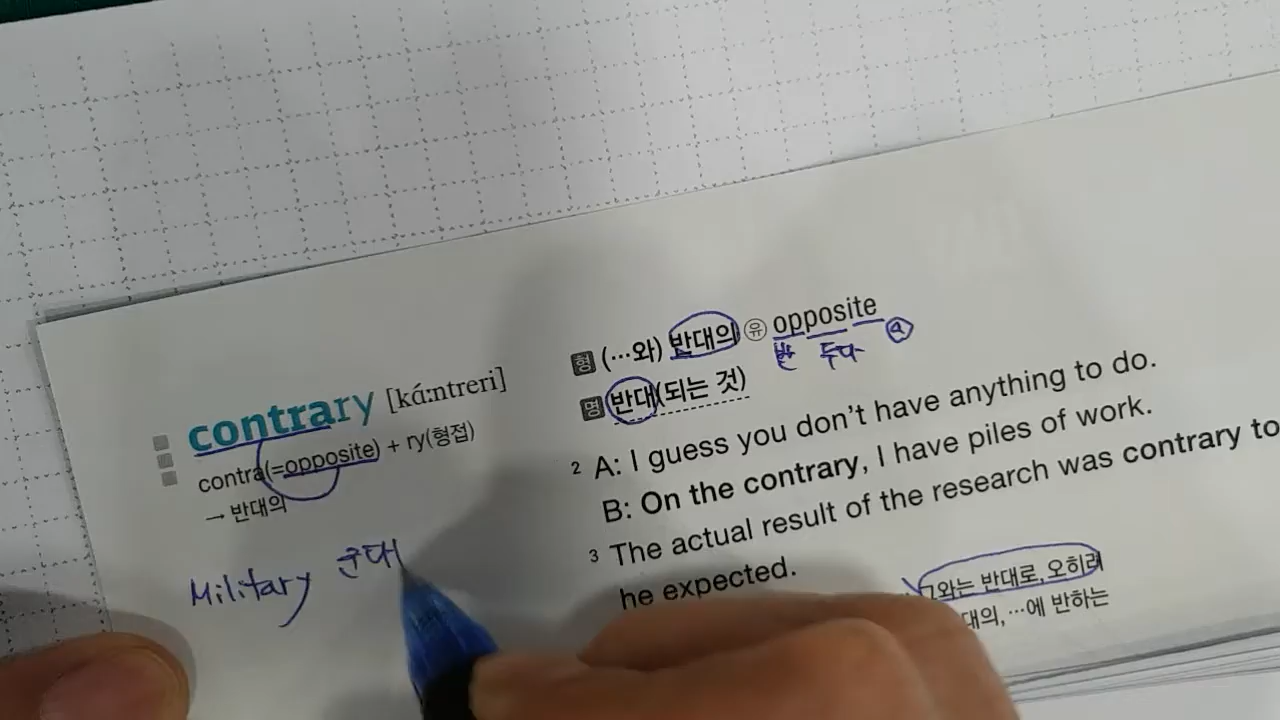 contrary [káːntreri]
contra(=opposite) + ry(형접)
→ 반대의
Military 군대
형 (…와) 반대의 유 opposite
반 두다 ⓐ
명 반대(되는 것)
2 A: I guess you don't have anything to do.
B: On the contrary, I have piles of work.
3 The actual result of the research was contrary to
he expected.
그와는 반대로, 오히려
대의, …에 반하는